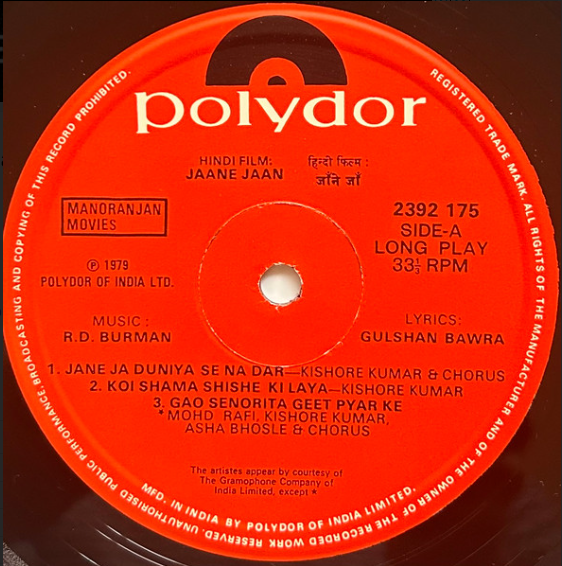 polydor
HINDI FILM:
JAANE JAAN
हिन्दी फिल्म :
जाँने जाँ
MANORANJAN
MOVIES
2392 175
SIDE-A
LONG PLAY
33⅓ RPM
℗ 1979
POLYDOR OF INDIA LTD.
MUSIC :
R.D. BURMAN
LYRICS:
GULSHAN BAWRA
1. JANE JA DUNIYA SE NA DAR—KISHORE KUMAR & CHORUS
2. KOI SHAMA SHISHE KI LAYA—KISHORE KUMAR
3. GAO SENORITA GEET PYAR KE
*MOHD RAFI, KISHORE KUMAR,
ASHA BHOSLE & CHORUS
The artistes appear by courtesy of
The Gramophone Company of
India Limited, except *
MFD. IN INDIA BY POLYDOR OF INDIA LIMITED.
REGISTERED TRADE MARK. ALL RIGHTS OF THE MANUFACTURER AND OF THE OWNER OF THE RECORDED WORK RESERVED. UNAUTHORISED PUBLIC PERFORMANCE, BROADCASTING AND COPYING OF THIS RECORD PROHIBITED.